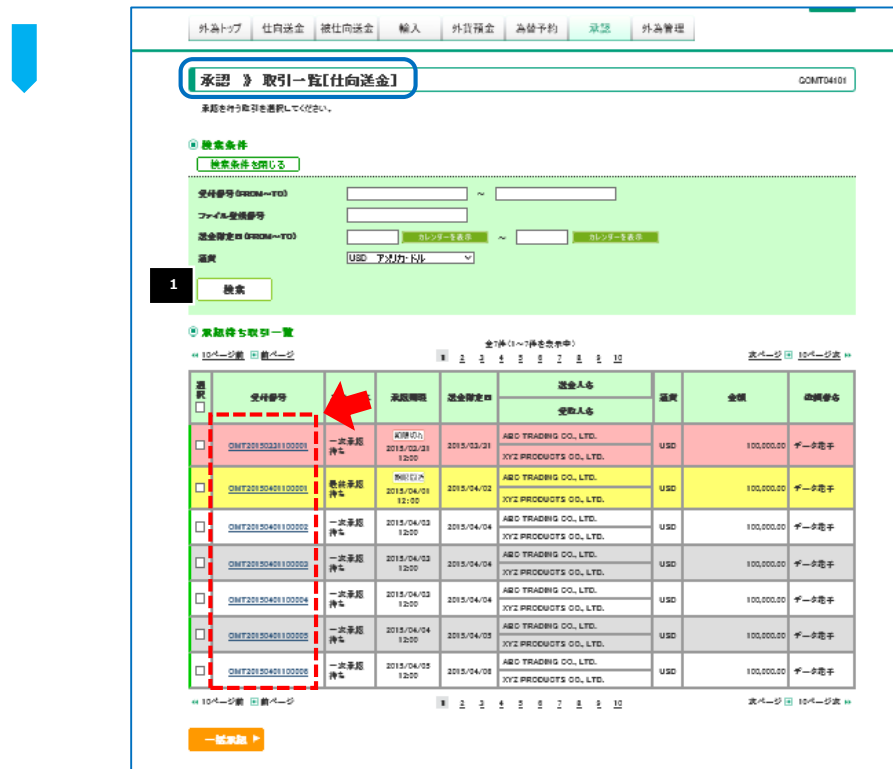 外為トップ 仕向送金 被仕向送金 輸入 外貨預金 為替予約 承認 外為管理
承認 》 取引一覧[仕向送金] GOMT04101
承認を行う取引を選択してください。
検索条件
検索条件を閉じる
受付番号(FROM～TO) ～
ファイル登録番号
送金指定日(FROM～TO) カレンダーを表示 ～ カレンダーを表示
通貨 USD アメリカ・ドル
1 検索
承認待ち取引一覧
全7件(1～7件を表示中)
10ページ前 前ページ 1 2 3 4 5 6 7 8 9 10 次ページ 10ページ次
選択 受付番号 承認期限 送金指定日 送金人名 通貨 金額 依頼者名
受取人名
期限切れ
OMT20150331100001 一次承認待ち 2015/03/31 12:00 2015/03/31 ABC TRADING CO., LTD. USD 100,000.00 データ花子
XYZ PRODUCTS CO., LTD.
OMT20150401100001 最終承認待ち 2015/04/01 12:00 2015/04/02 ABC TRADING CO., LTD. USD 100,000.00 データ花子
XYZ PRODUCTS CO., LTD.
OMT20150401100002 一次承認待ち 2015/04/03 12:00 2015/04/04 ABC TRADING CO., LTD. USD 100,000.00 データ花子
XYZ PRODUCTS CO., LTD.
OMT20150401100003 一次承認待ち 2015/04/03 12:00 2015/04/04 ABC TRADING CO., LTD. USD 100,000.00 データ花子
XYZ PRODUCTS CO., LTD.
OMT20150401100004 一次承認待ち 2015/04/03 12:00 2015/04/04 ABC TRADING CO., LTD. USD 100,000.00 データ花子
XYZ PRODUCTS CO., LTD.
OMT20150401100005 一次承認待ち 2015/04/04 12:00 2015/04/05 ABC TRADING CO., LTD. USD 100,000.00 データ花子
XYZ PRODUCTS CO., LTD.
OMT20150401100006 一次承認待ち 2015/04/05 12:00 2015/04/06 ABC TRADING CO., LTD. USD 100,000.00 データ花子
XYZ PRODUCTS CO., LTD.
10ページ前 前ページ 1 2 3 4 5 6 7 8 9 10 次ページ 10ページ次
一括承認